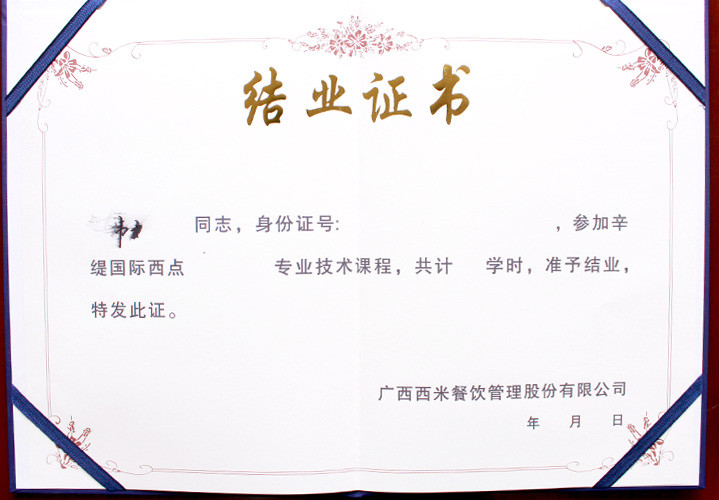 结业证书
同志，身份证号: ，参加辛
缇国际西点 专业技术课程，共计 学时，准予结业，
特发此证。
广西西米餐饮管理股份有限公司
年 月 日